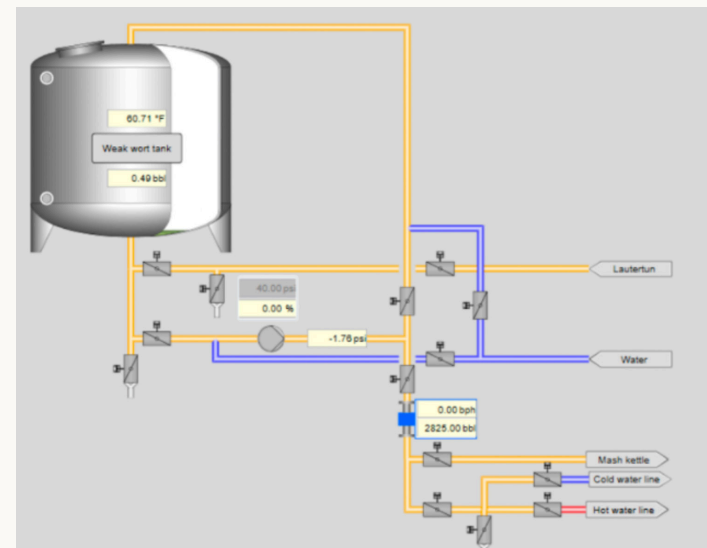 60.71 °F
Weak wort tank
0.49 bbl
Lautertun
40.00 psi
0.00 %
-1.76 psi
Water
0.00 bph
2825.00 bbl
Mash kettle
Cold water line
Hot water line